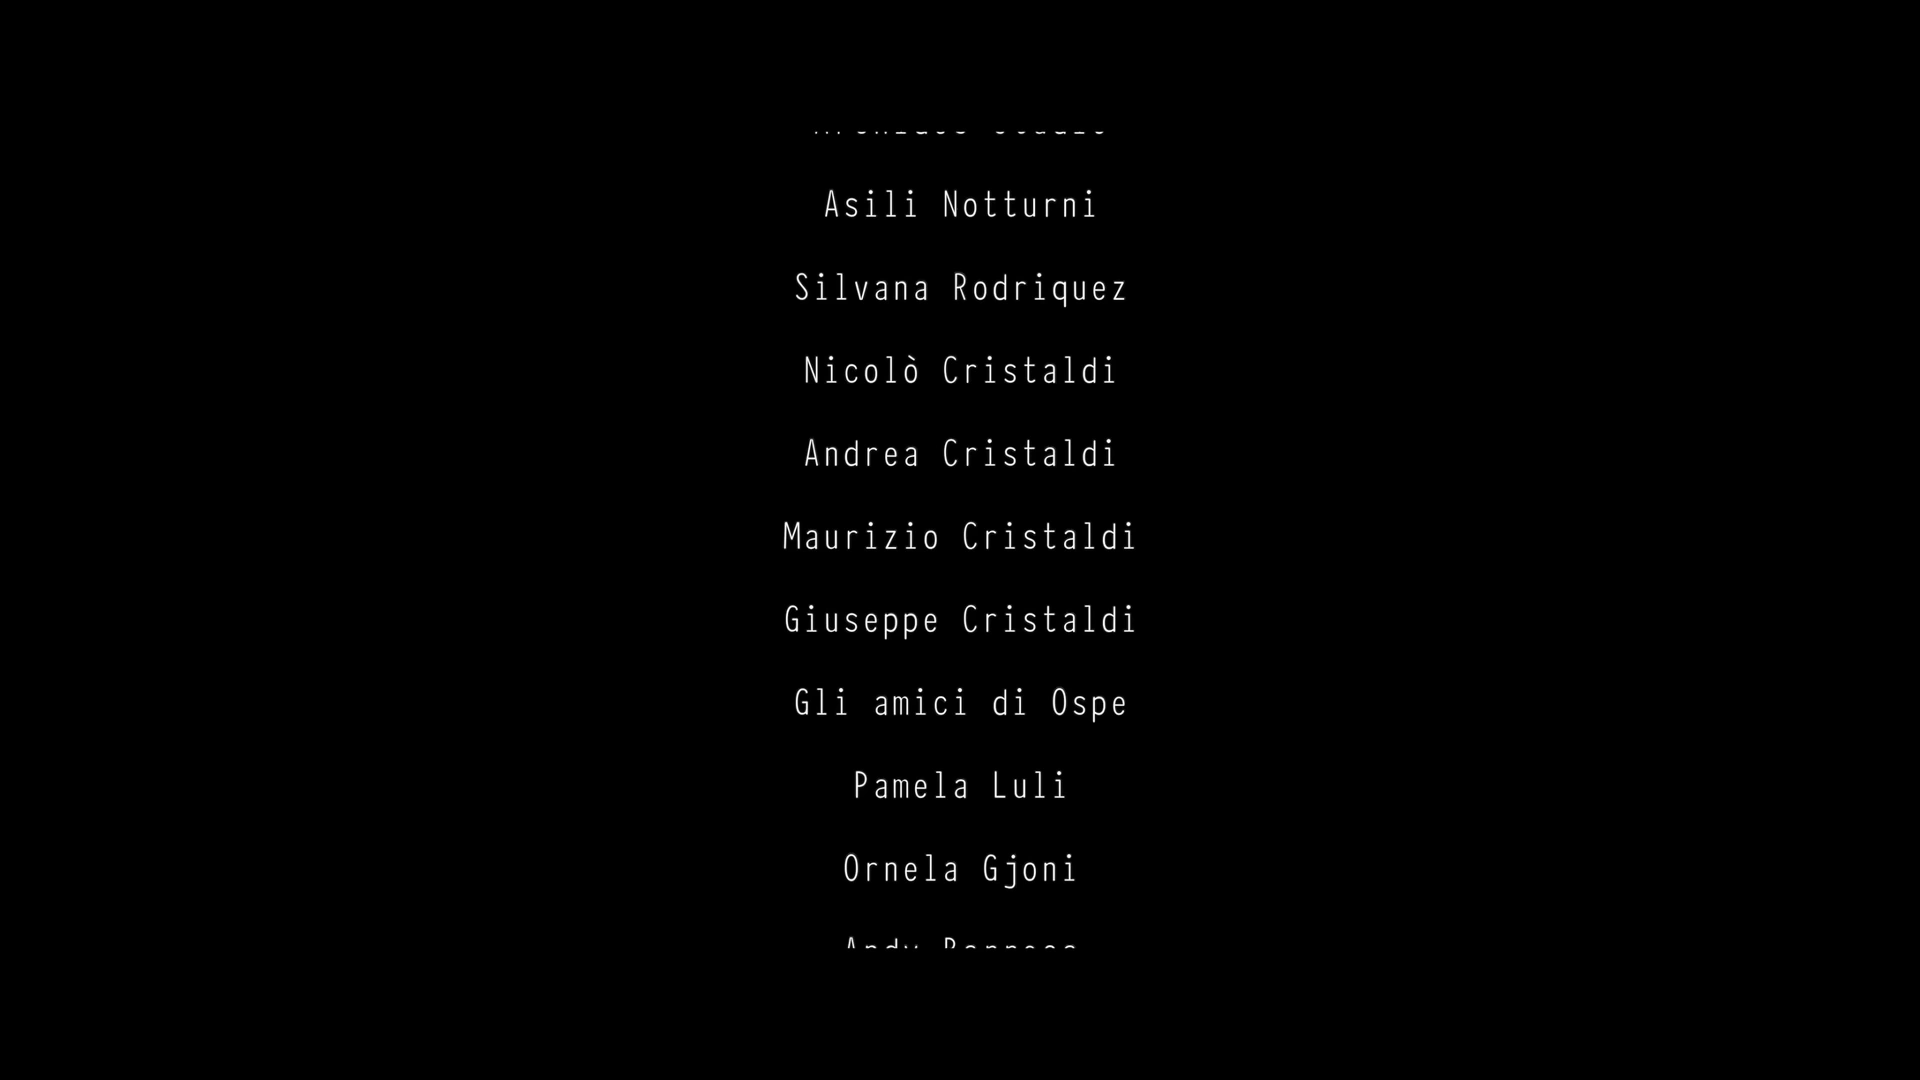 Asili Notturni
Silvana Rodriquez
Nicolò Cristaldi
Andrea Cristaldi
Maurizio Cristaldi
Giuseppe Cristaldi
Gli amici di Ospe
Pamela Luli
Ornela Gjoni
Andy